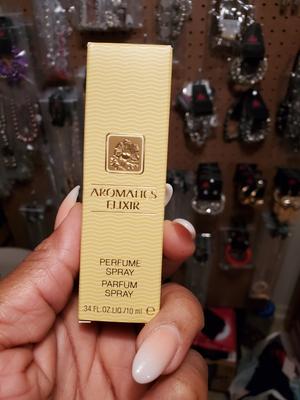 AROMATICS
ELIXIR
PERFUME
SPRAY
PARFUM
SPRAY
.34 FL.OZ.LIQ/10 ml ℮